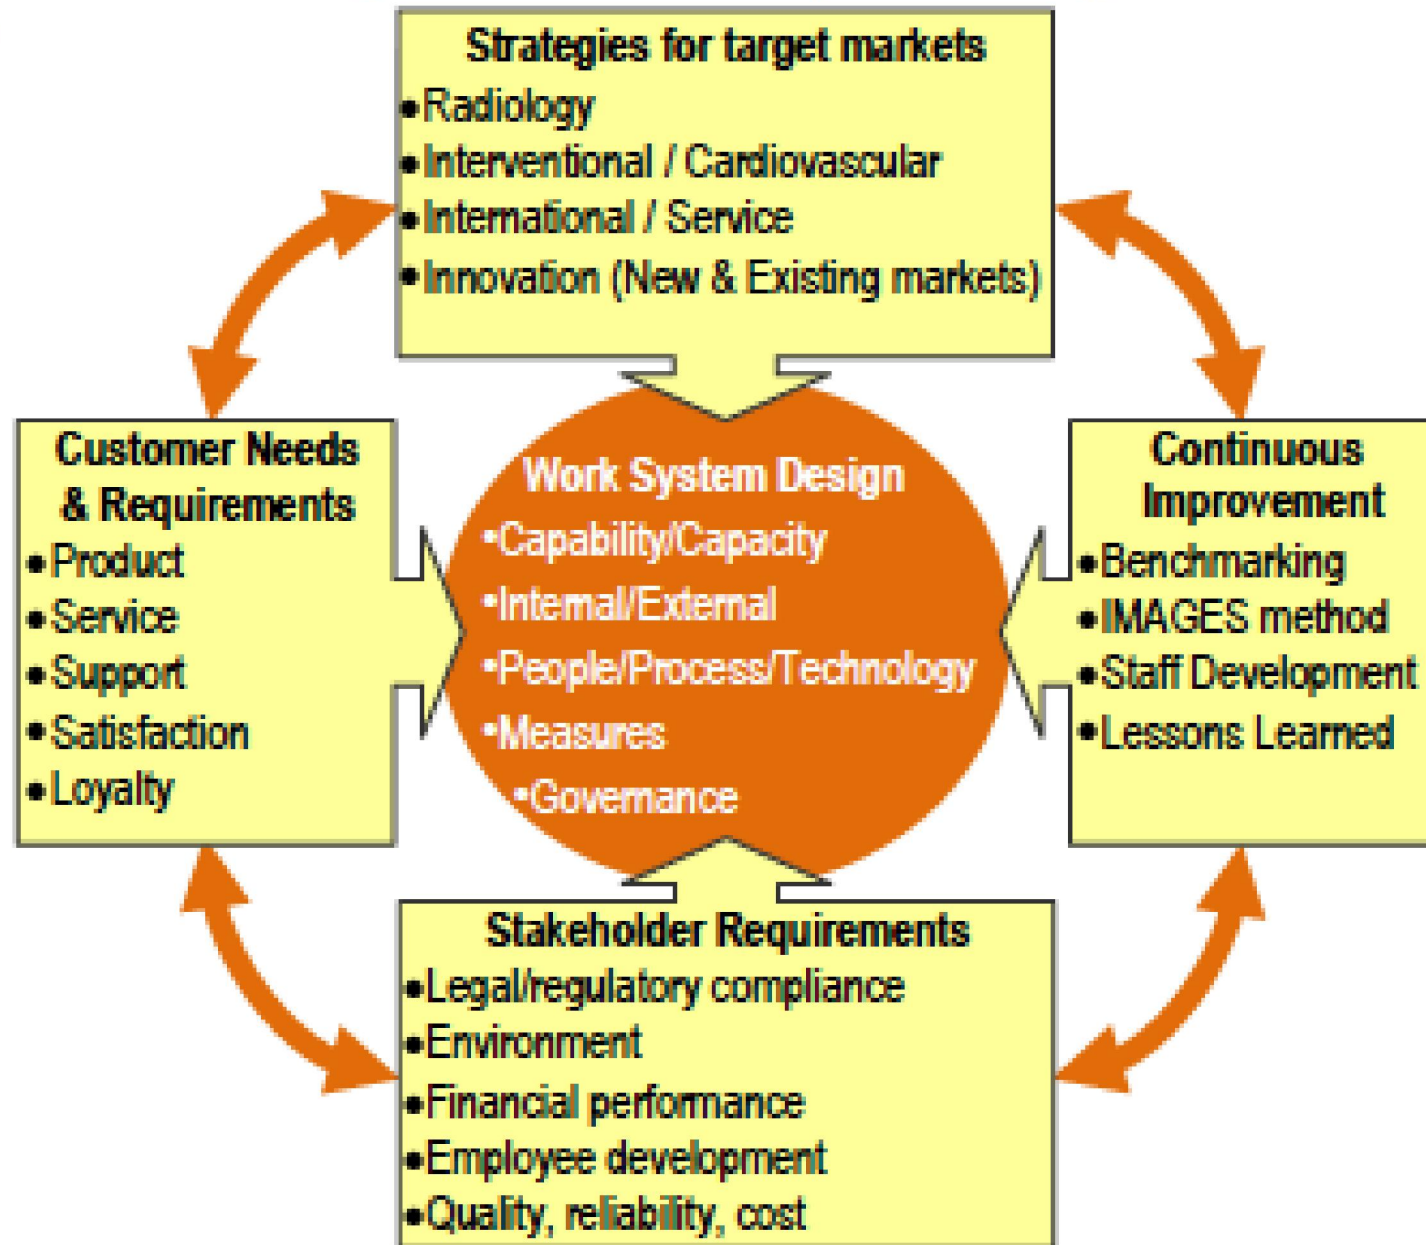 Strategies for target markets
•Radiology
•Interventional / Cardiovascular
•International / Service
•Innovation (New & Existing markets)
Customer Needs
& Requirements
•Product
•Service
•Support
•Satisfaction
•Loyalty
Work System Design
•Capability/Capacity
•Internal/External
•People/Process/Technology
•Measures
•Governance
Continuous
Improvement
•Benchmarking
•IMAGES method
•Staff Development
•Lessons Learned
Stakeholder Requirements
•Legal/regulatory compliance
•Environment
•Financial performance
•Employee development
•Quality, reliability, cost